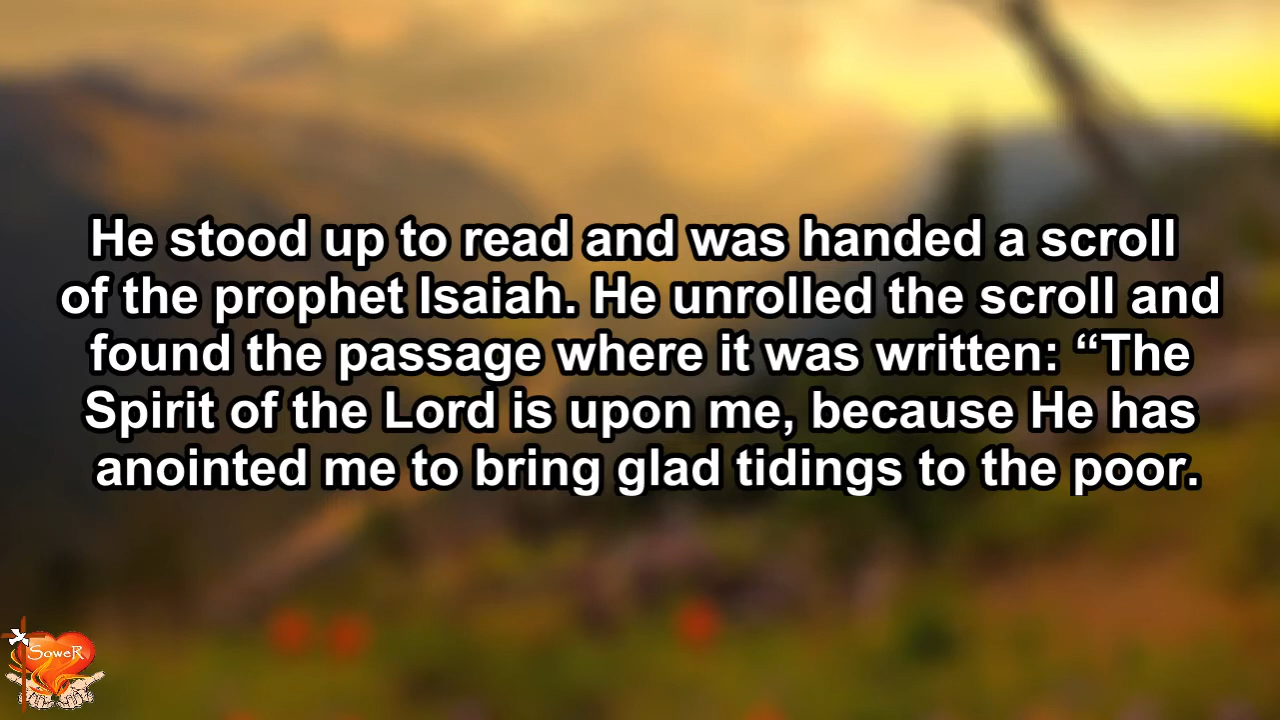 He stood up to read and was handed a scroll
of the prophet Isaiah. He unrolled the scroll and
found the passage where it was written: “The
Spirit of the Lord is upon me, because He has
anointed me to bring glad tidings to the poor.
SoweR